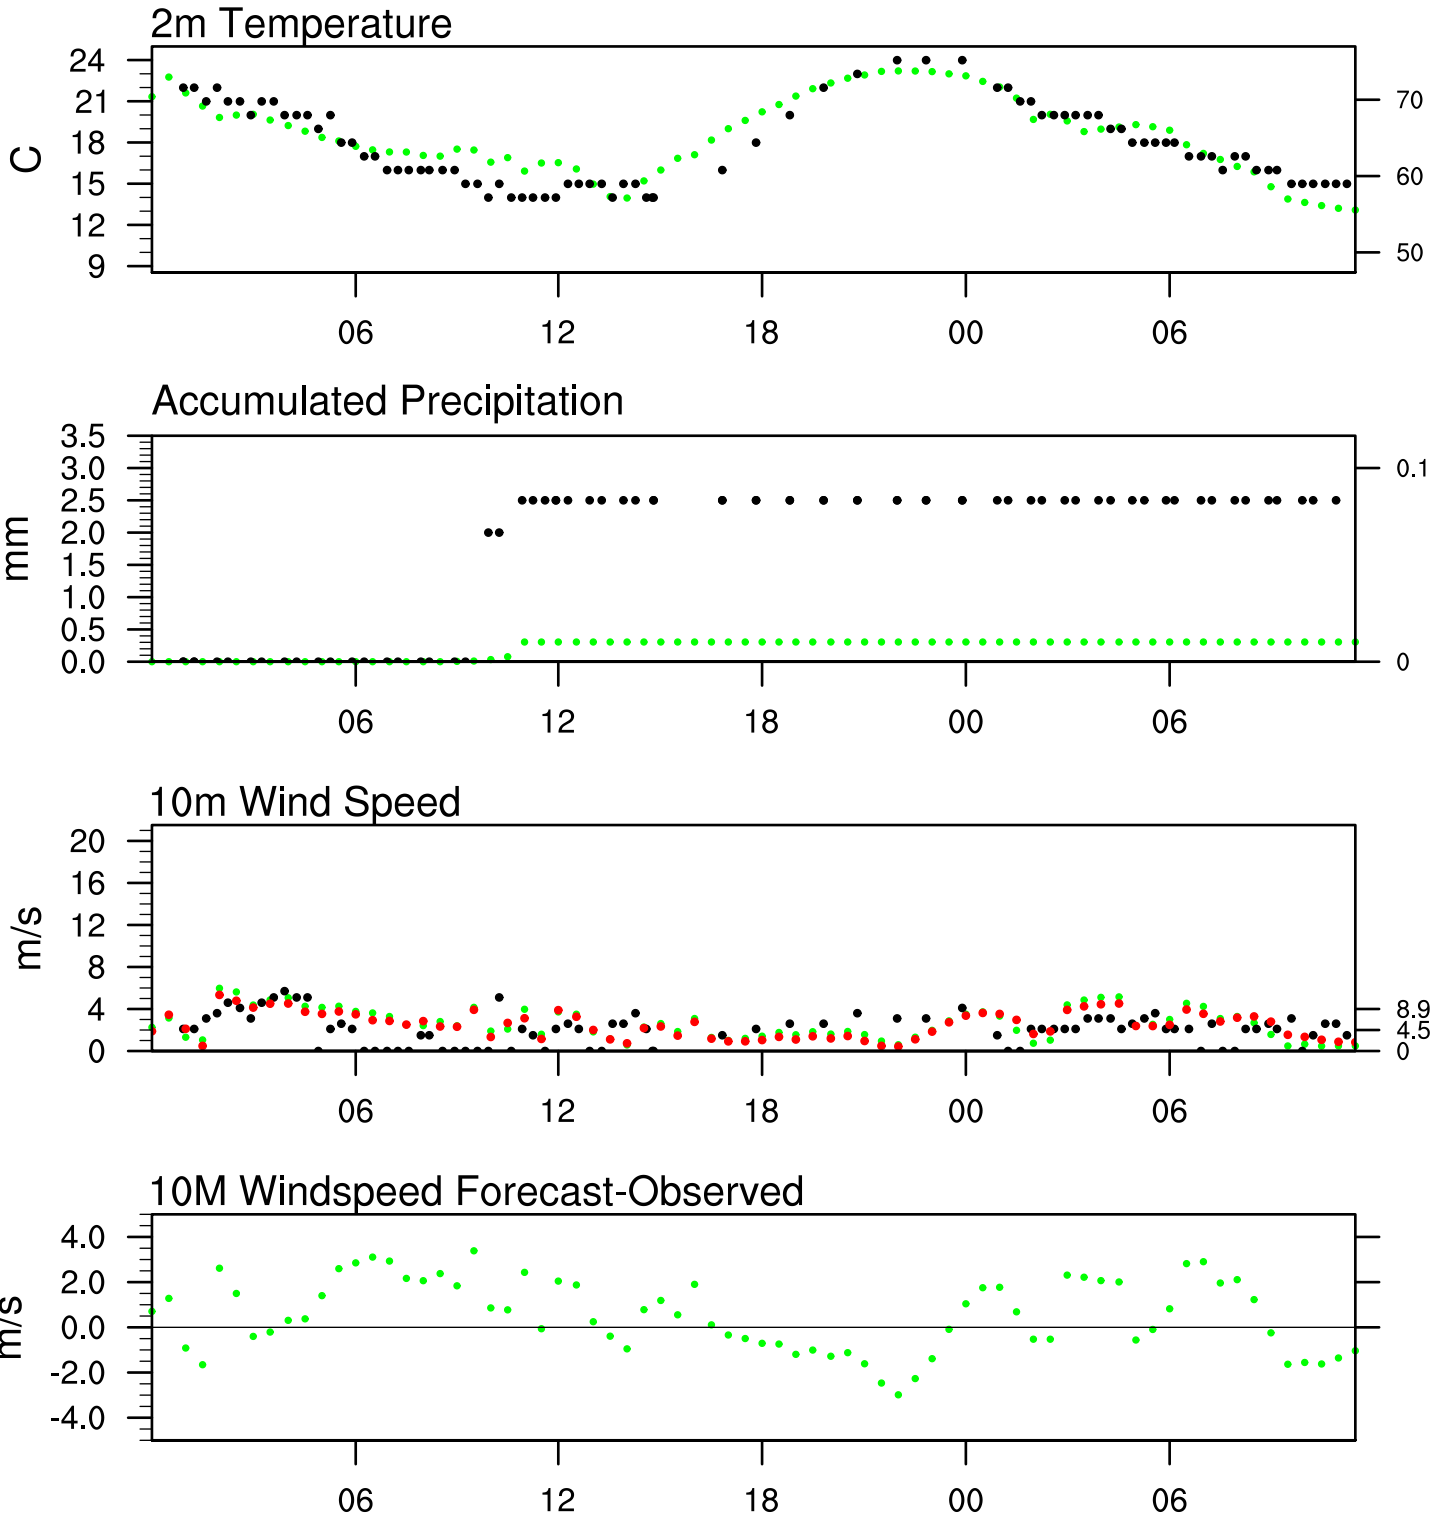 2m Temperature
24
21
18
15
12
9
C
70
60
50
06 12 18 00 06
Accumulated Precipitation
3.5
3.0
2.5
2.0
1.5
1.0
0.5
0.0
mm
0.1
0
06 12 18 00 06
10m Wind Speed
20
16
12
8
4
0
m/s
8.9
4.5
0
06 12 18 00 06
10M Windspeed Forecast-Observed
4.0
2.0
0.0
-2.0
-4.0
m/s
06 12 18 00 06